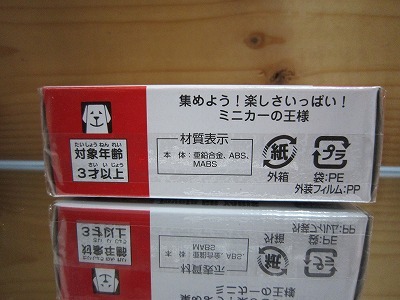 集めよう！楽しさいっぱい！
ミニカーの王様
たいしょうねんれい
対象年齢
さい いじょう
3才以上
材質表示
本 体：亜鉛合金、ABS、
MABS
紙
外箱
プラ
袋：PE
外装フィルム：PP